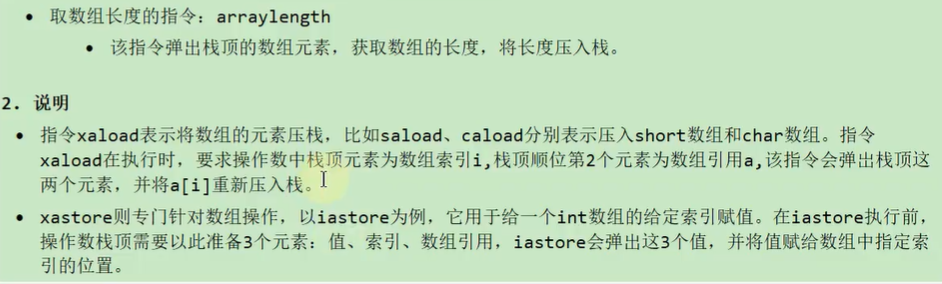 • 取数组长度的指令：arraylength
• 该指令弹出栈顶的数组元素，获取数组的长度，将长度压入栈。
2. 说明
• 指令xaload表示将数组的元素压栈，比如saload、caload分别表示压入short数组和char数组。指令
xaload在执行时，要求操作数中栈顶元素为数组索引i,栈顶顺位第2个元素为数组引用a,该指令会弹出栈顶这
两个元素，并将a[i]重新压入栈。
• xastore则专门针对数组操作，以iastore为例，它用于给一个int数组的给定索引赋值。在iastore执行前，
操作数栈顶需要以此准备3个元素：值、索引、数组引用，iastore会弹出这3个值，并将值赋给数组中指定索
引的位置。